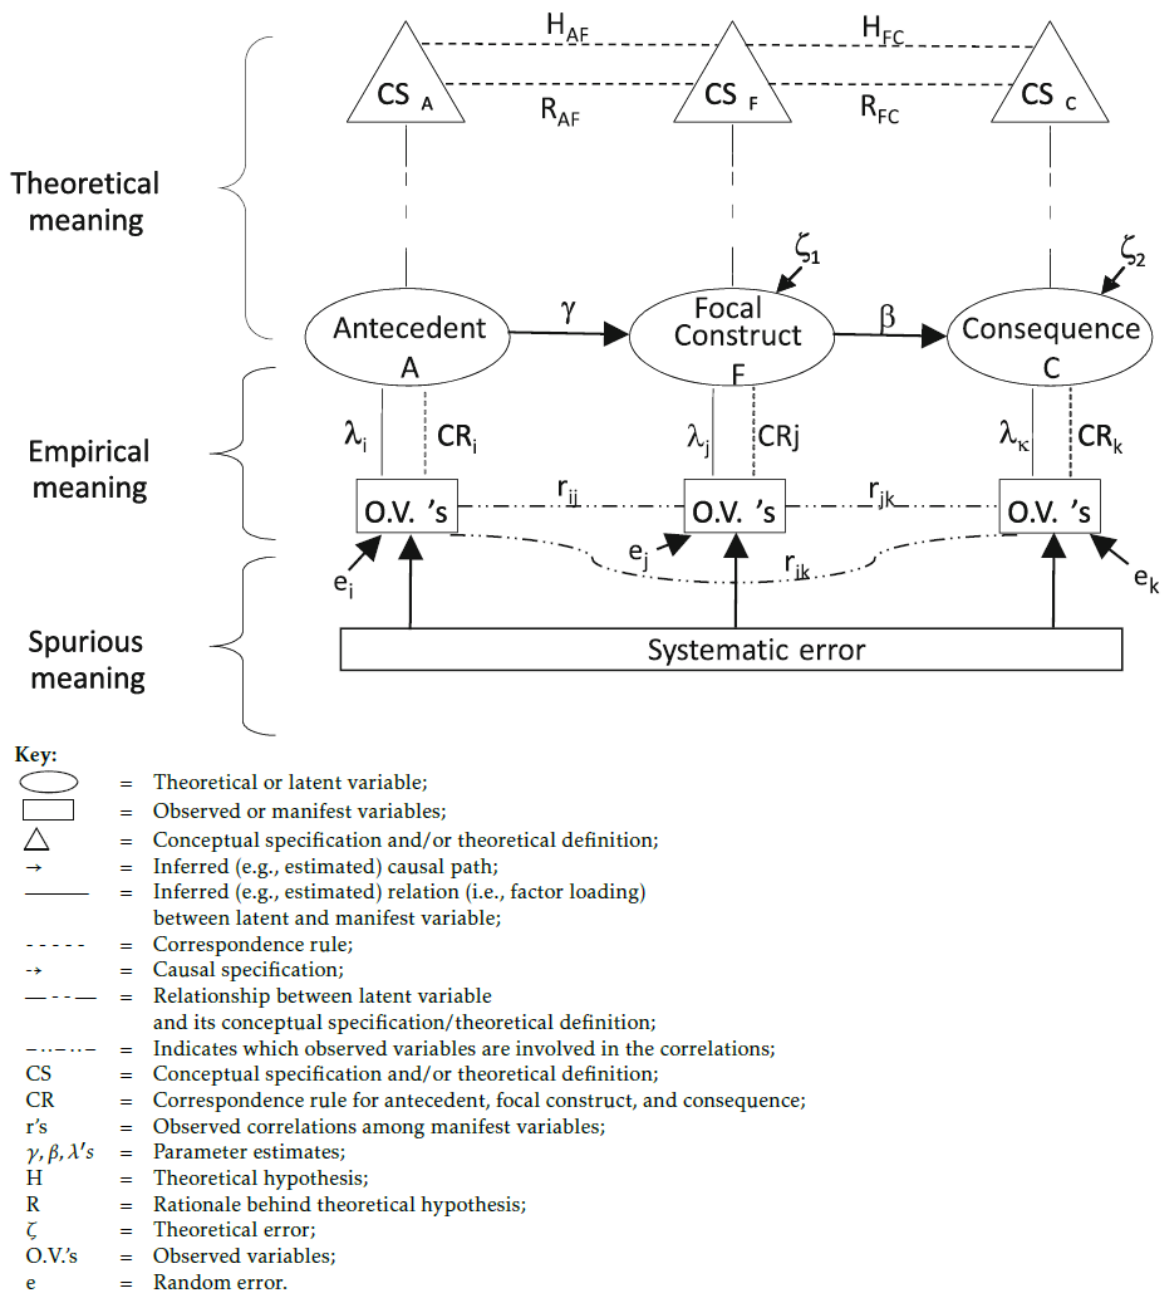 H_AF H_FC
CS A CS F CS C
R_AF R_FC
Theoretical
meaning
ζ1 ζ2
Antecedent
A
γ
Focal
Construct
F
β
Consequence
C
Empirical
meaning
λi CRi λj CRj λκ CRk
O.V. 's rij O.V. 's rjk O.V. 's
ei ej rik ek
Spurious
meaning
Systematic error
Key:
= Theoretical or latent variable;
= Observed or manifest variables;
= Conceptual specification and/or theoretical definition;
→ = Inferred (e.g., estimated) causal path;
= Inferred (e.g., estimated) relation (i.e., factor loading)
between latent and manifest variable;
- - - - - = Correspondence rule;
-→ = Causal specification;
— - - — = Relationship between latent variable
and its conceptual specification/theoretical definition;
–··–··– = Indicates which observed variables are involved in the correlations;
CS = Conceptual specification and/or theoretical definition;
CR = Correspondence rule for antecedent, focal construct, and consequence;
r's = Observed correlations among manifest variables;
γ, β, λ's = Parameter estimates;
H = Theoretical hypothesis;
R = Rationale behind theoretical hypothesis;
ζ = Theoretical error;
O.V.'s = Observed variables;
e = Random error.